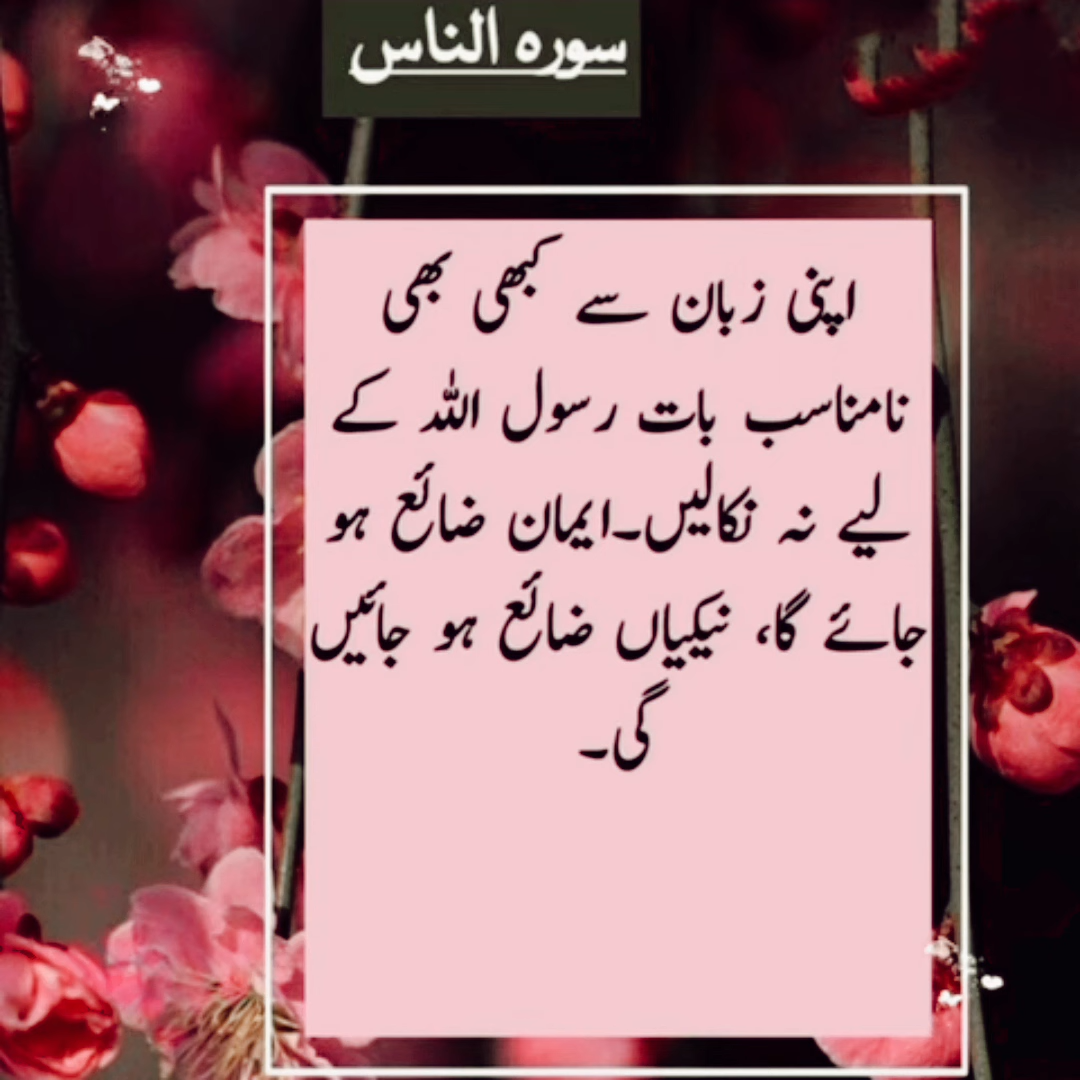 سورہ الناس
اپنی زبان سے کبھی بھی
نامناسب بات رسول اللہ کے
لیے نہ نکالیں۔ایمان ضائع ہو
جائے گا، نیکیاں ضائع ہو جائیں
گی۔